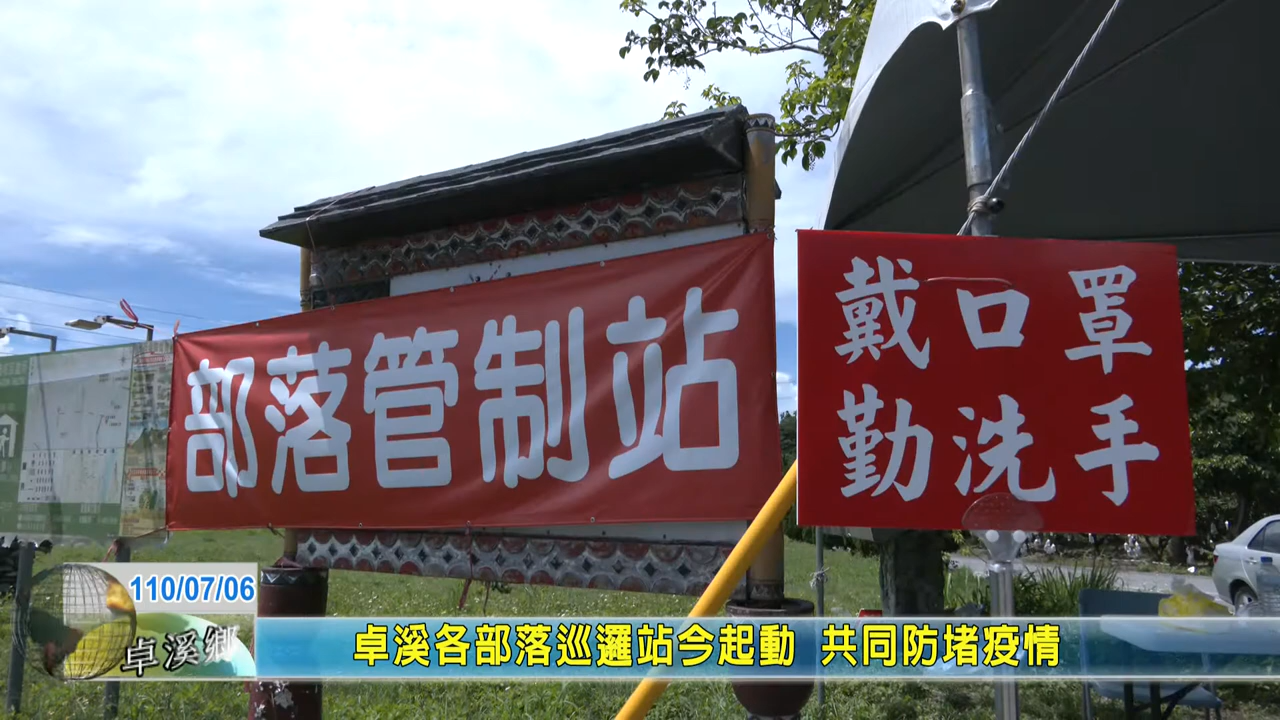 部落管制站
戴口罩
勤洗手
110/07/06
卓溪鄉
卓溪各部落巡邏站今起動 共同防堵疫情